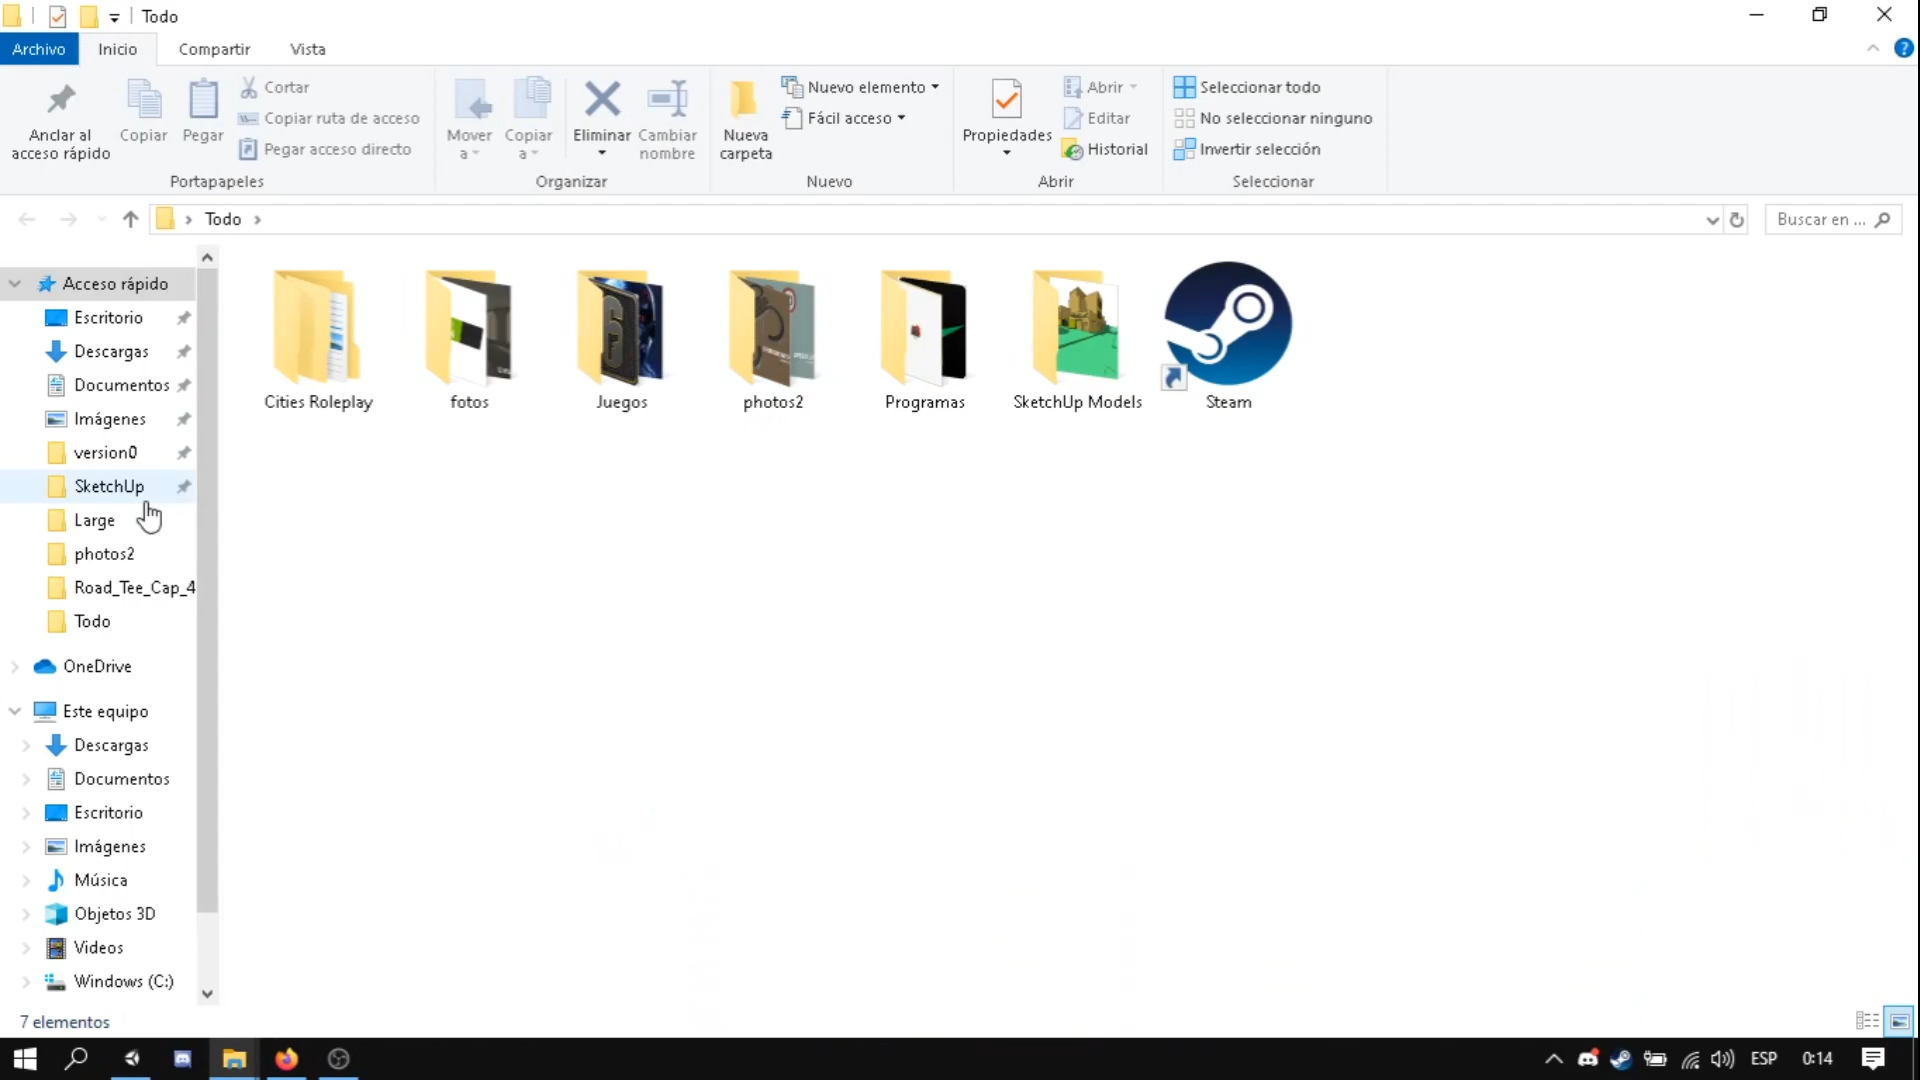 Todo
Archivo
Inicio
Compartir
Vista
Anclar al
acceso rápido
Copiar
Pegar
Cortar
Copiar ruta de acceso
Pegar acceso directo
Portapapeles
Mover
a
Copiar
a
Eliminar
Cambiar
nombre
Organizar
Nueva
carpeta
Nuevo elemento
Fácil acceso
Nuevo
Propiedades
Abrir
Editar
Historial
Abrir
Seleccionar todo
No seleccionar ninguno
Invertir selección
Seleccionar
Todo
Buscar en ...
Acceso rápido
Escritorio
Descargas
Documentos
Imágenes
version0
SketchUp
Large
photos2
Road_Tee_Cap_4
Todo
OneDrive
Este equipo
Descargas
Documentos
Escritorio
Imágenes
Música
Objetos 3D
Videos
Windows (C:)
Cities Roleplay
fotos
Juegos
photos2
Programas
SketchUp Models
Steam
7 elementos
ESP
0:14